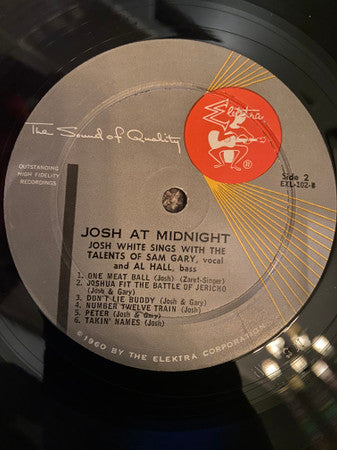 The Sound of Quality
Elektra
®
OUTSTANDING
HIGH FIDELITY
RECORDINGS
Side 2
EKL-102-B
JOSH AT MIDNIGHT
JOSH WHITE SINGS WITH THE
TALENTS OF SAM GARY, vocal
and AL HALL, bass
1. ONE MEAT BALL (Josh) (Zaret-Singer)
2. JOSHUA FIT THE BATTLE OF JERICHO
(Josh & Gary)
3. DON'T LIE BUDDY (Josh & Gary)
4. NUMBER TWELVE TRAIN (Josh)
5. PETER (Josh & Gary)
6. TAKIN' NAMES (Josh)
©1960 BY THE ELEKTRA CORPORATION